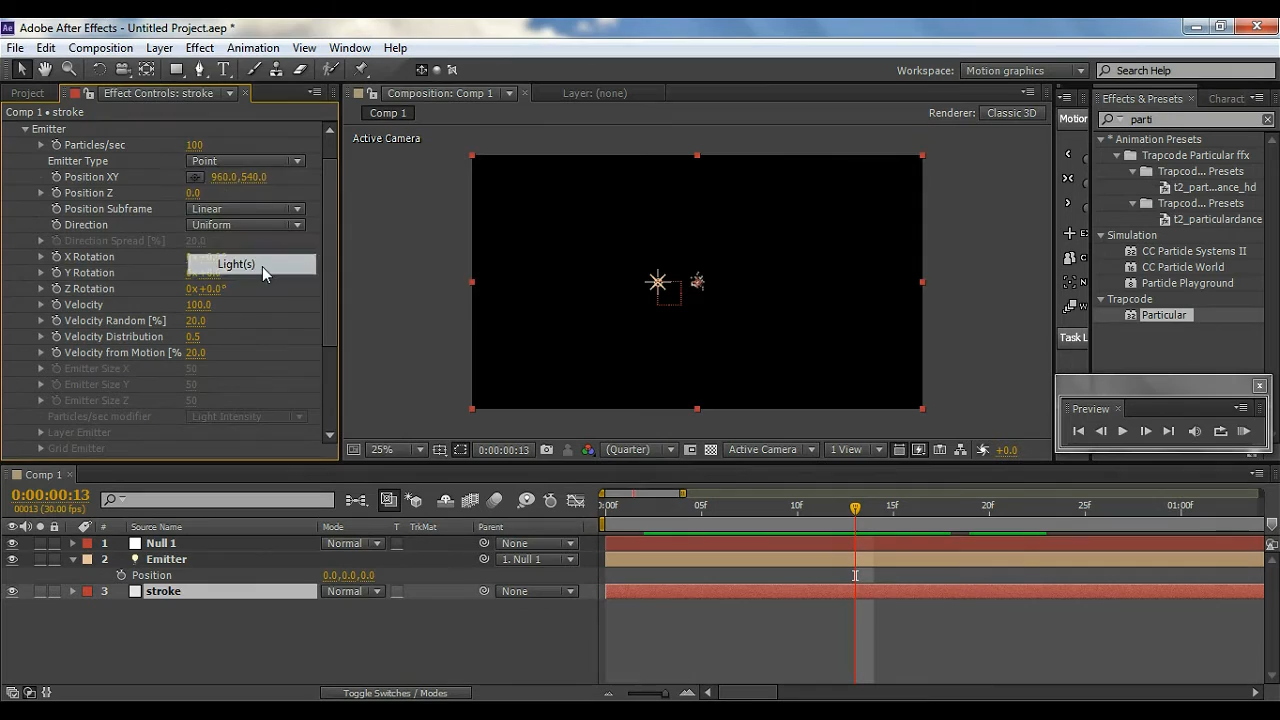 Adobe After Effects - Untitled Project.aep *
File Edit Composition Layer Effect Animation View Window Help
Workspace: Motion graphics Search Help
Project Effect Controls: stroke Composition: Comp 1 Layer: (none) Effects & Presets Charact
Comp 1 • stroke
Comp 1
Renderer: Classic 3D
Active Camera
Emitter
Particles/sec 100
Emitter Type Point
Position XY 960.0,540.0
Position Z 0.0
Position Subframe Linear
Direction Uniform
Direction Spread [%] 20.0
X Rotation
Light(s)
Y Rotation
Z Rotation 0x+0.0°
Velocity 100.0
Velocity Random [%] 20.0
Velocity Distribution 0.5
Velocity from Motion [% 20.0
Emitter Size X 50
Emitter Size Y 50
Emitter Size Z 50
Particles/sec modifier Light Intensity
Layer Emitter
Grid Emitter
25% 0:00:00:13 (Quarter) Active Camera 1 View +0.0
Motion
Task L
parti
* Animation Presets
Trapcode Particular ffx
Trapcod... Presets
t2_part...ance_hd
Trapcod... Presets
t2_particulardance
Simulation
CC Particle Systems II
CC Particle World
Particle Playground
Trapcode
Particular
Preview
Comp 1
0:00:00:13
00013 (30.00 fps)
# Source Name Mode T TrkMat Parent
:00f 05f 10f 15f 20f 25f 01:00f
1 Null 1 Normal None
2 Emitter 1. Null 1
Position 0.0,0.0,0.0
3 stroke Normal None
Toggle Switches / Modes